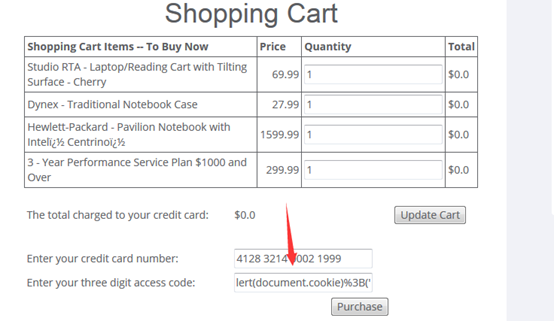 Shopping Cart
Shopping Cart Items -- To Buy Now Price Quantity Total
Studio RTA - Laptop/Reading Cart with Tilting
Surface - Cherry 69.99 1 $0.0
Dynex - Traditional Notebook Case 27.99 1 $0.0
Hewlett-Packard - Pavilion Notebook with
Intelï¿½ Centrinoï¿½ 1599.99 1 $0.0
3 - Year Performance Service Plan $1000 and
Over 299.99 1 $0.0
The total charged to your credit card: $0.0 Update Cart
Enter your credit card number: 4128 3214 0002 1999
Enter your three digit access code: lert(document.cookie)%3B('
Purchase